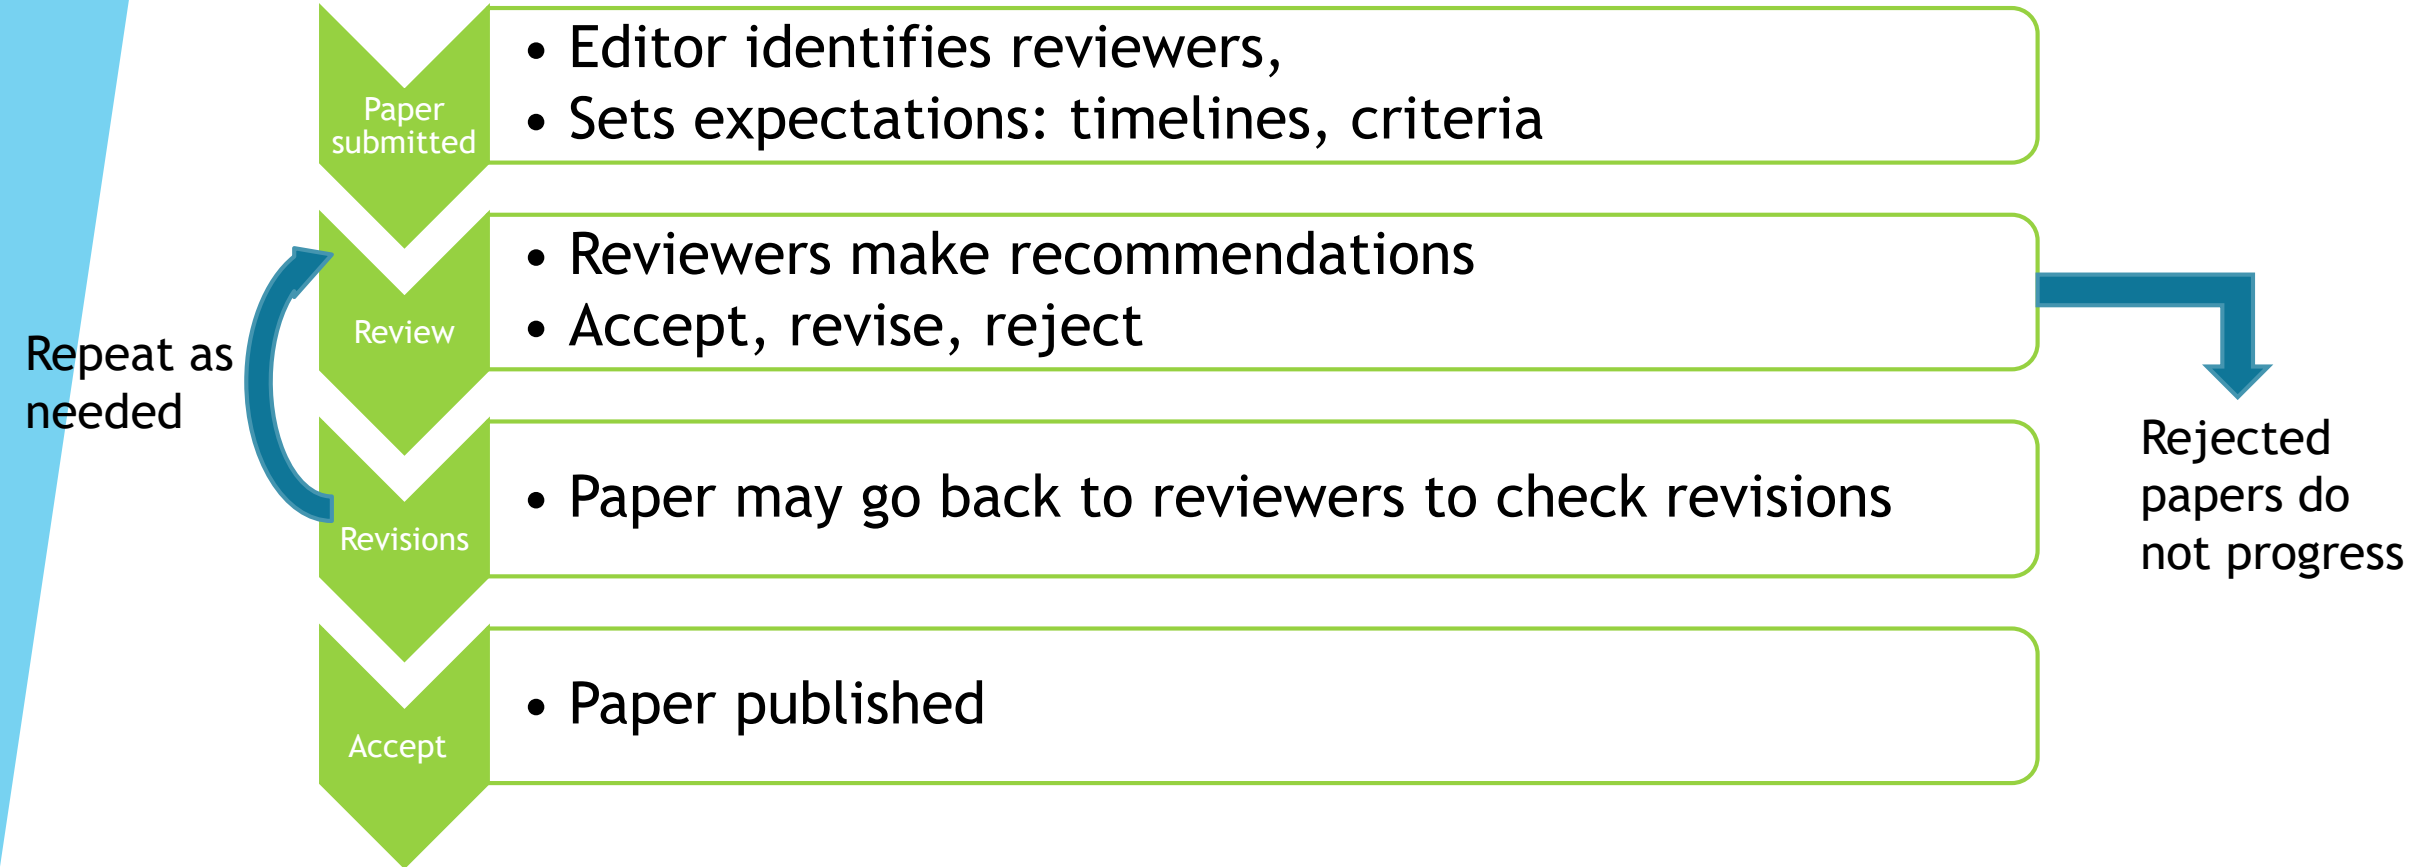 Paper
submitted
• Editor identifies reviewers,
• Sets expectations: timelines, criteria
Review
• Reviewers make recommendations
• Accept, revise, reject
Repeat as
needed
Rejected
papers do
not progress
Revisions
• Paper may go back to reviewers to check revisions
Accept
• Paper published